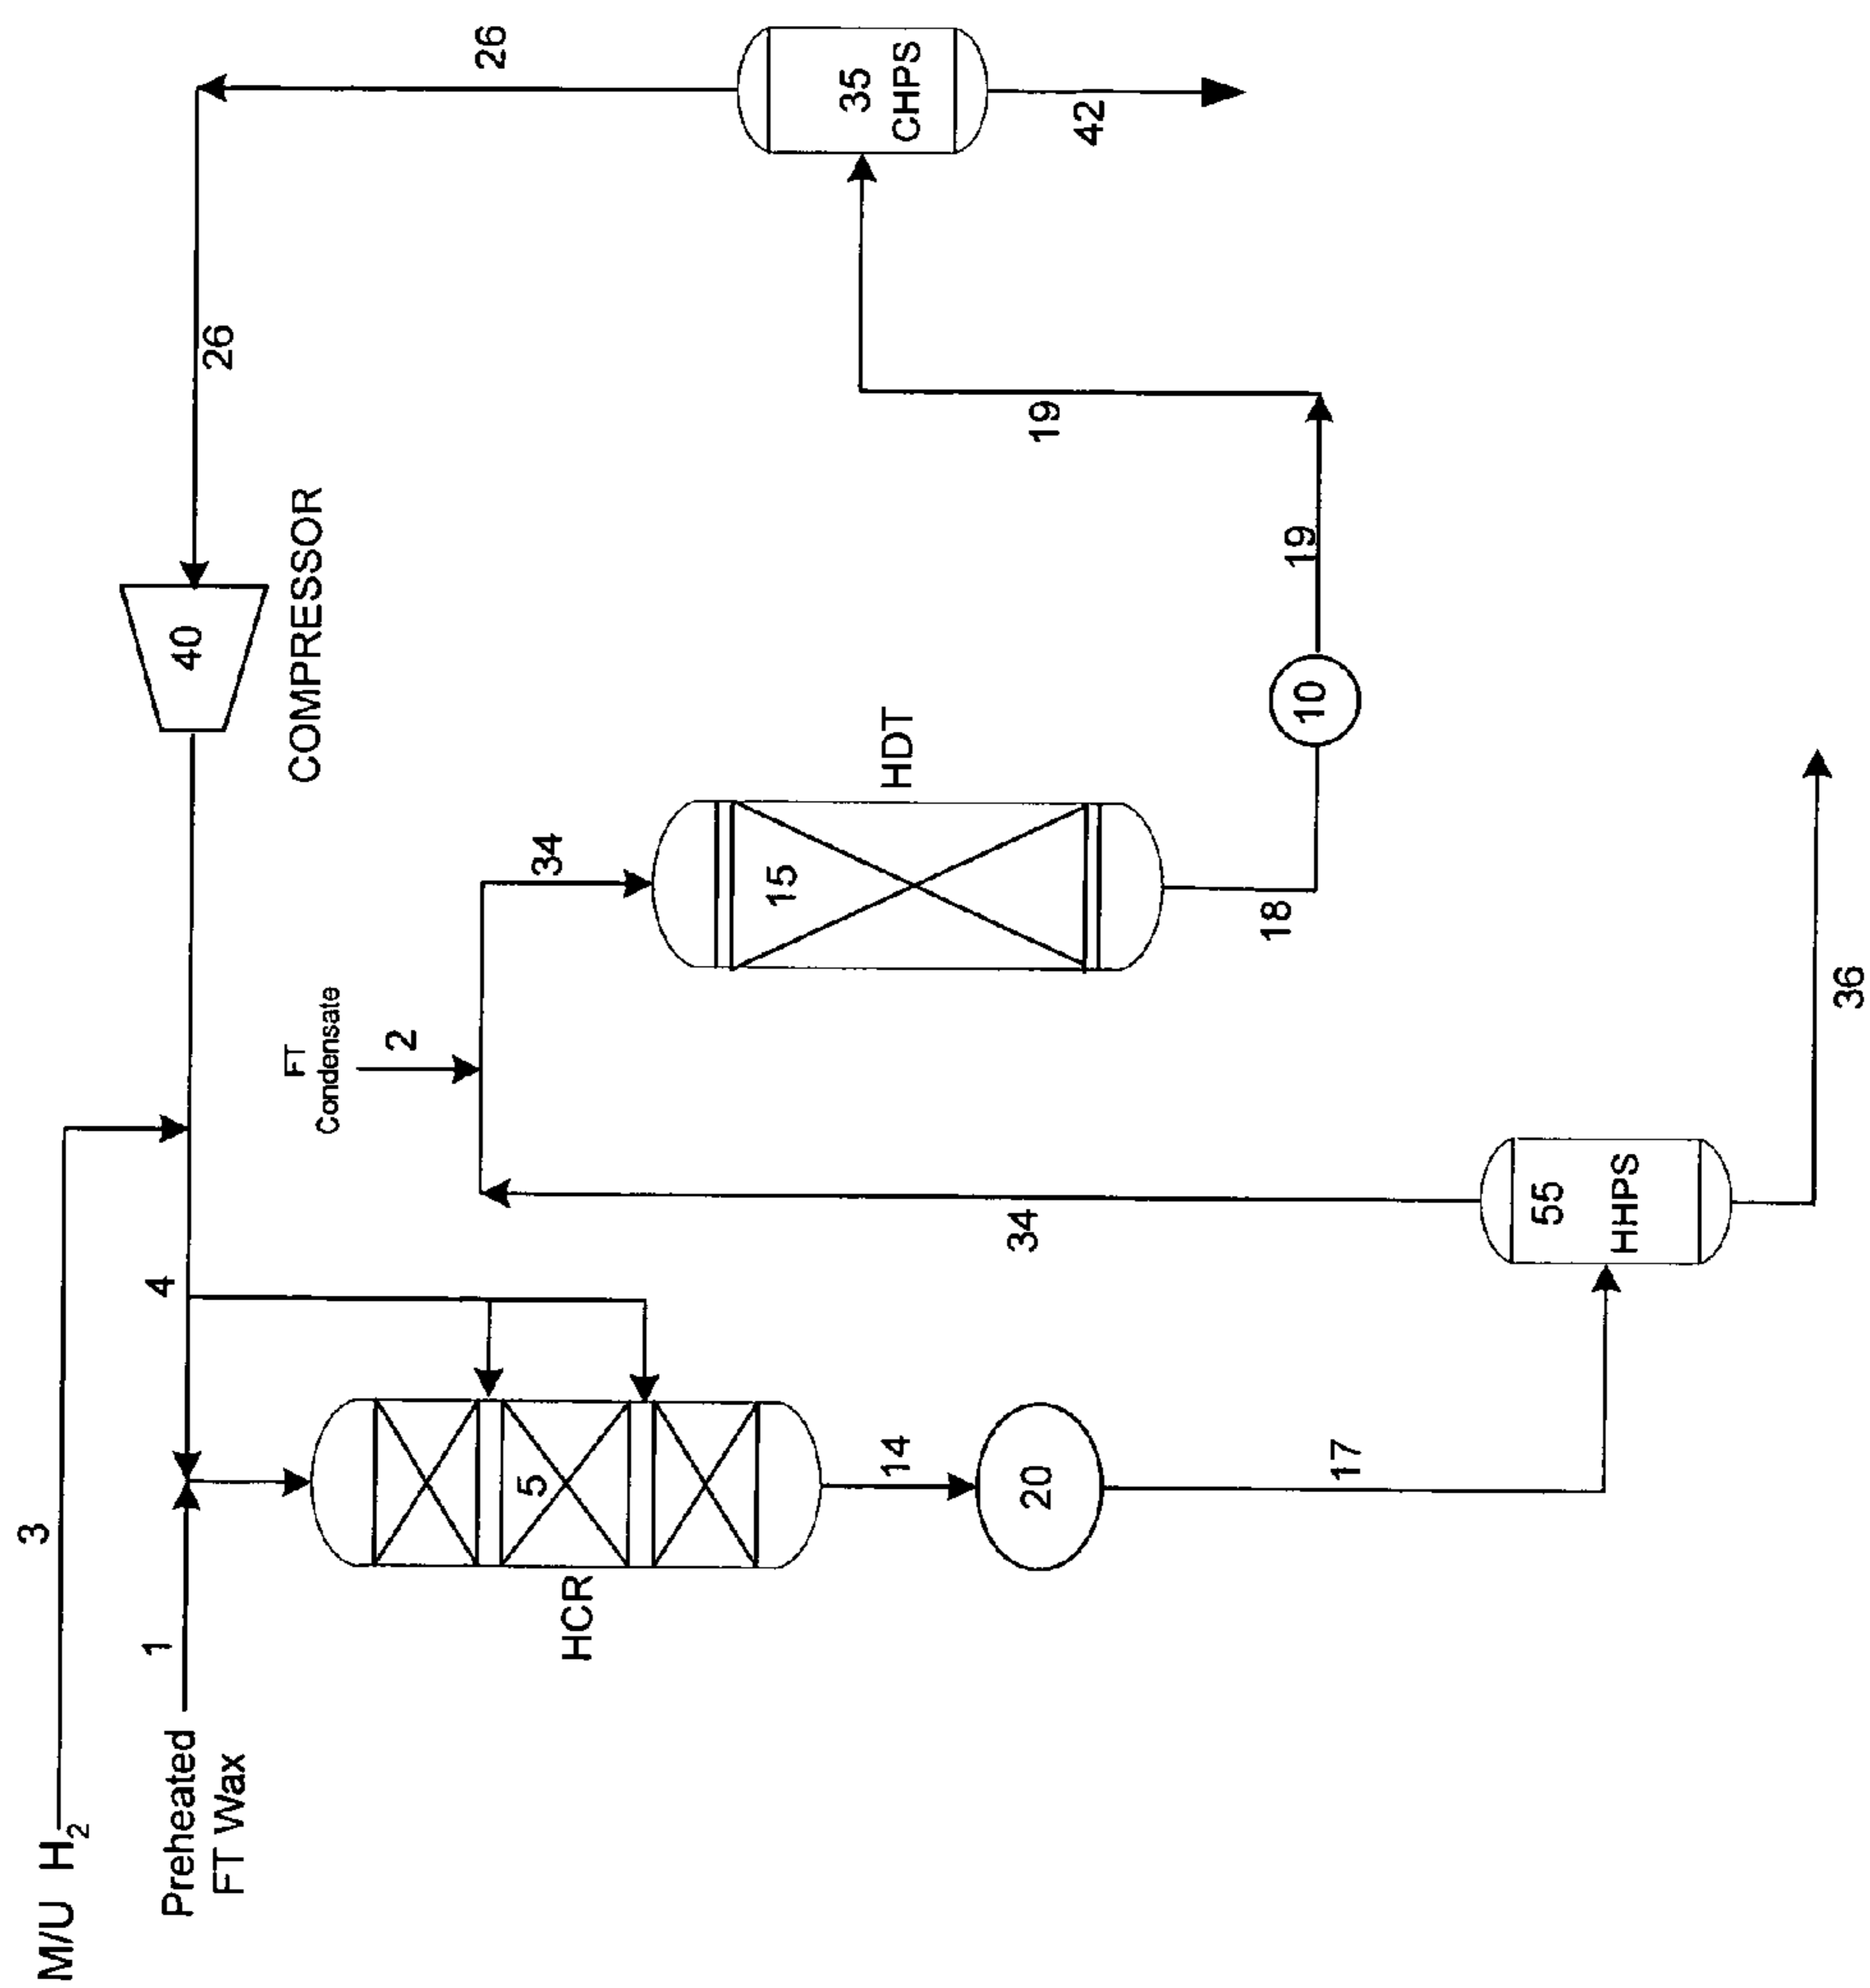 M/U H₂
3
Preheated
FT Wax
1
4
40
COMPRESSOR
26
26
FT
Condensate
2
34
HCR
5
15
HDT
35
CHPS
42
14
20
34
18
10
19
19
17
55
HHPS
36